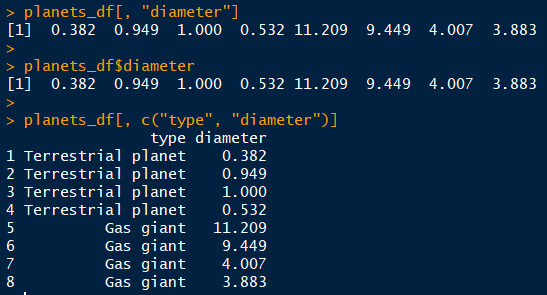 > planets_df[, "diameter"]
[1]  0.382  0.949  1.000  0.532 11.209  9.449  4.007  3.883
>
> planets_df$diameter
[1]  0.382  0.949  1.000  0.532 11.209  9.449  4.007  3.883
>
> planets_df[, c("type", "diameter")]
                type diameter
1 Terrestrial planet    0.382
2 Terrestrial planet    0.949
3 Terrestrial planet    1.000
4 Terrestrial planet    0.532
5          Gas giant   11.209
6          Gas giant    9.449
7          Gas giant    4.007
8          Gas giant    3.883